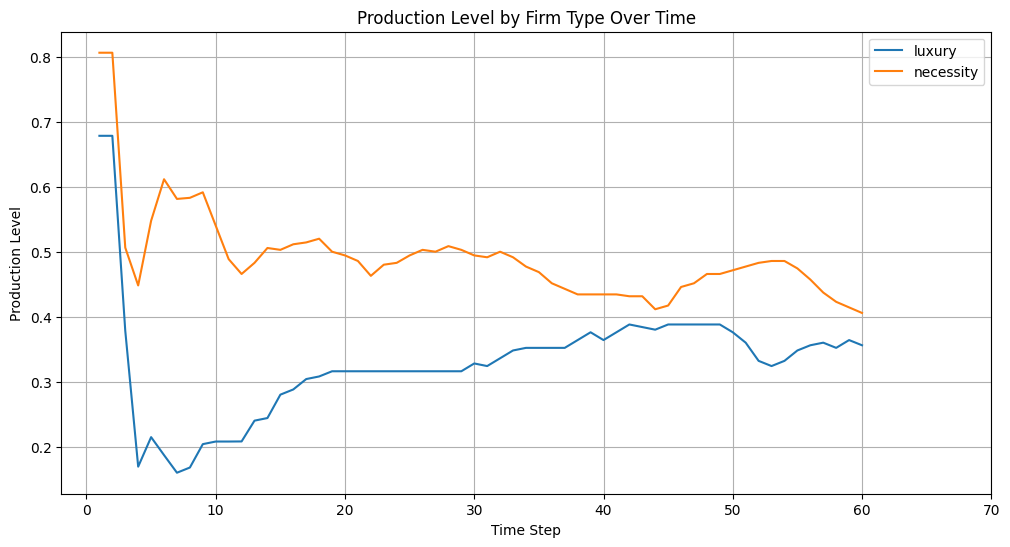 Production Level by Firm Type Over Time
luxury
necessity
Production Level
0.8
0.7
0.6
0.5
0.4
0.3
0.2
0 10 20 30 40 50 60 70
Time Step